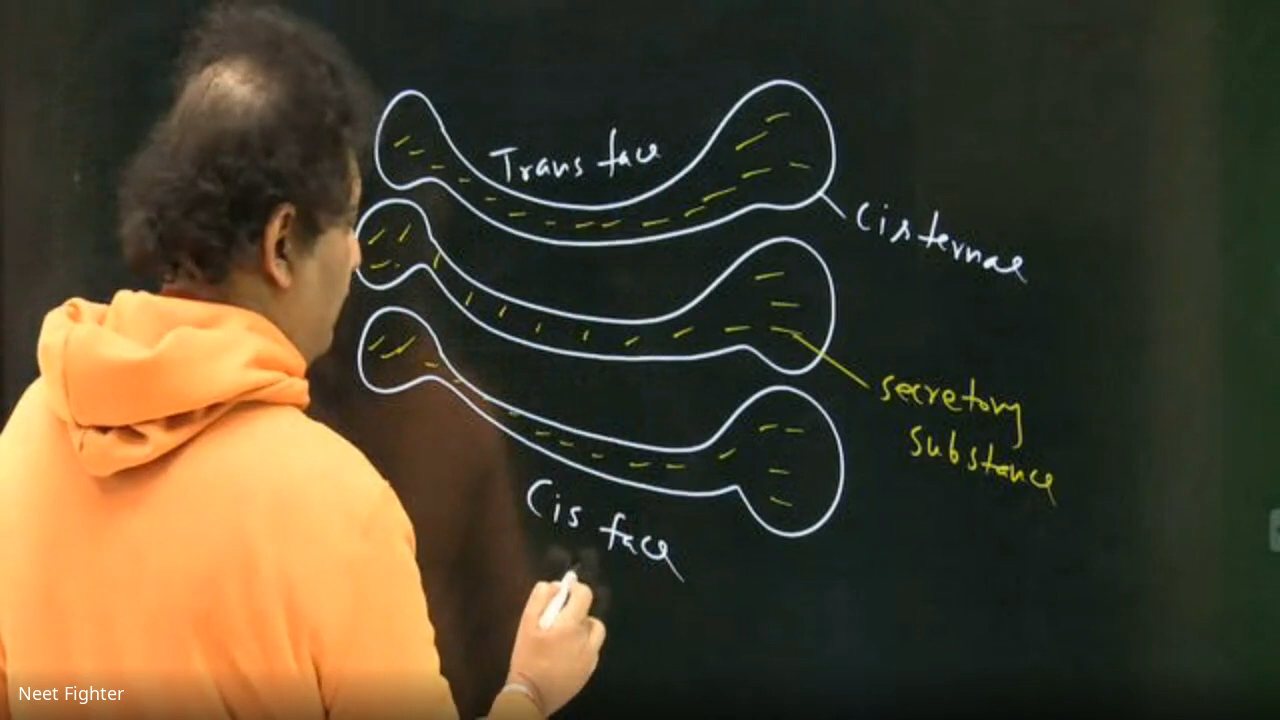 Trans face
Cisternae
secretory
substance
Cis face
Neet Fighter